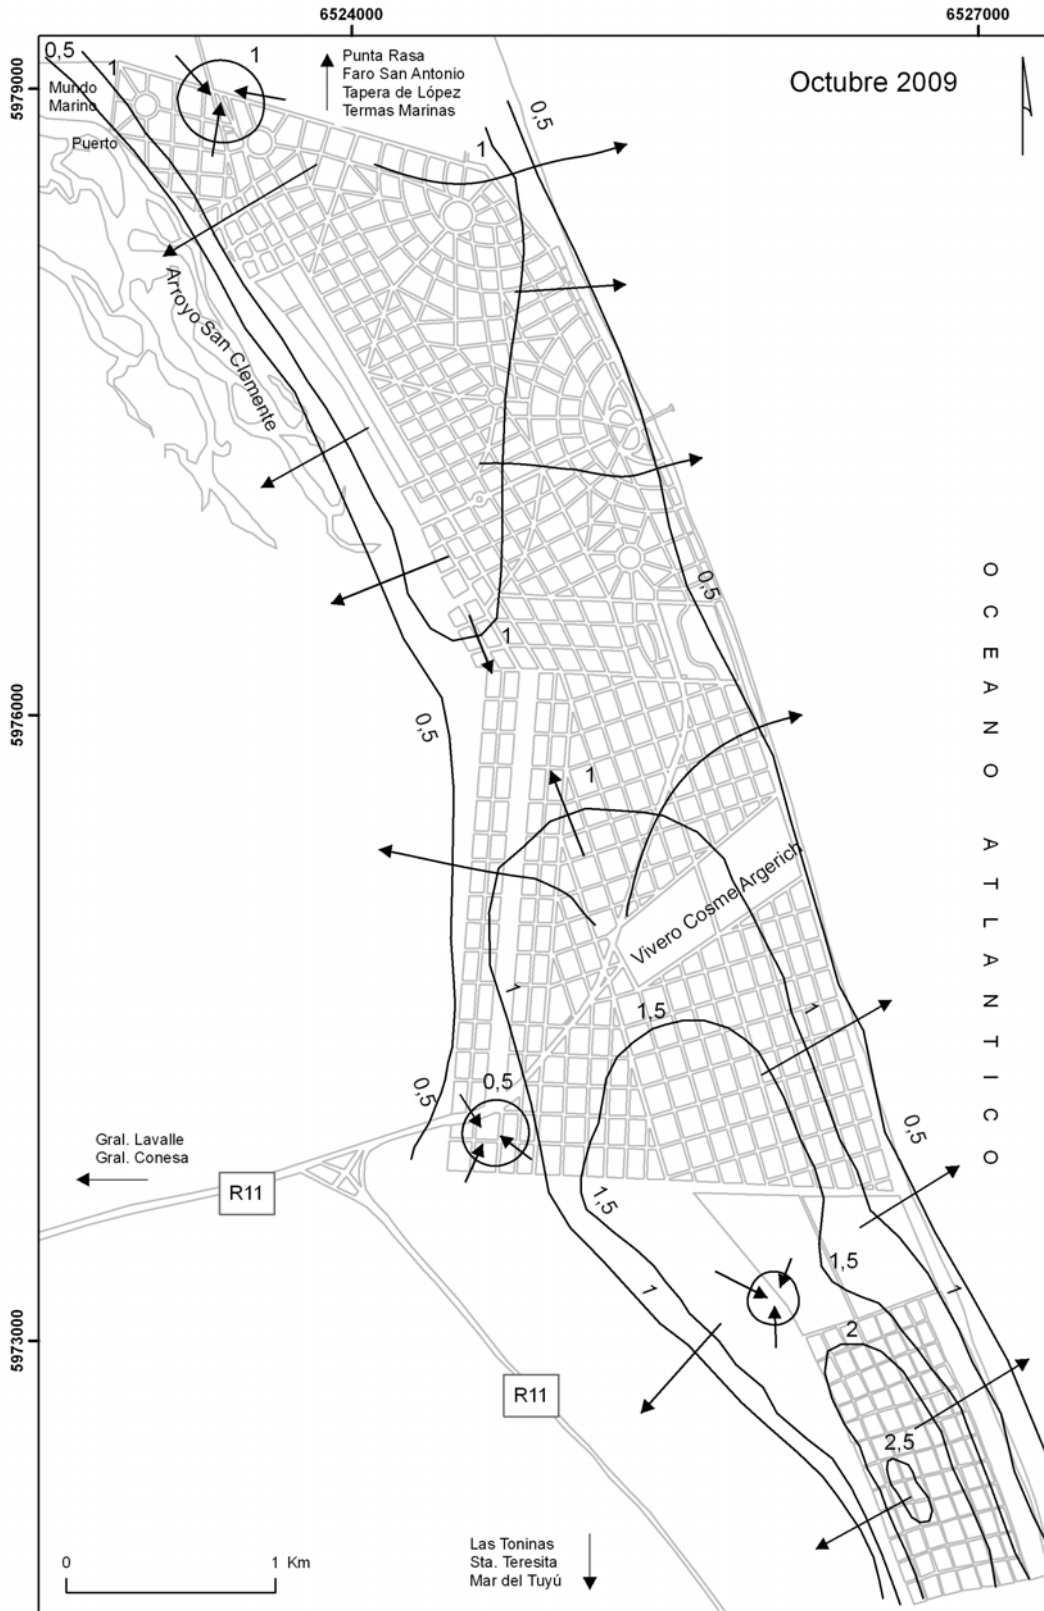 6524000
6527000
5979000
5976000
5973000
Octubre 2009
Punta Rasa
Faro San Antonio
Tapera de López
Termas Marinas
0,5
1
1
Mundo
Marino
Puerto
1
0,5
Arroyo San Clemente
0,5
1
0,5
1
OCEANO ATLANTICO
Vivero Cosme Argerich
1
1,5
1
0,5
0,5
0,5
Gral. Lavalle
Gral. Conesa
R11
1,5
1
1,5
1
2
R11
2,5
Las Toninas
Sta. Teresita
Mar del Tuyú
0 1 Km